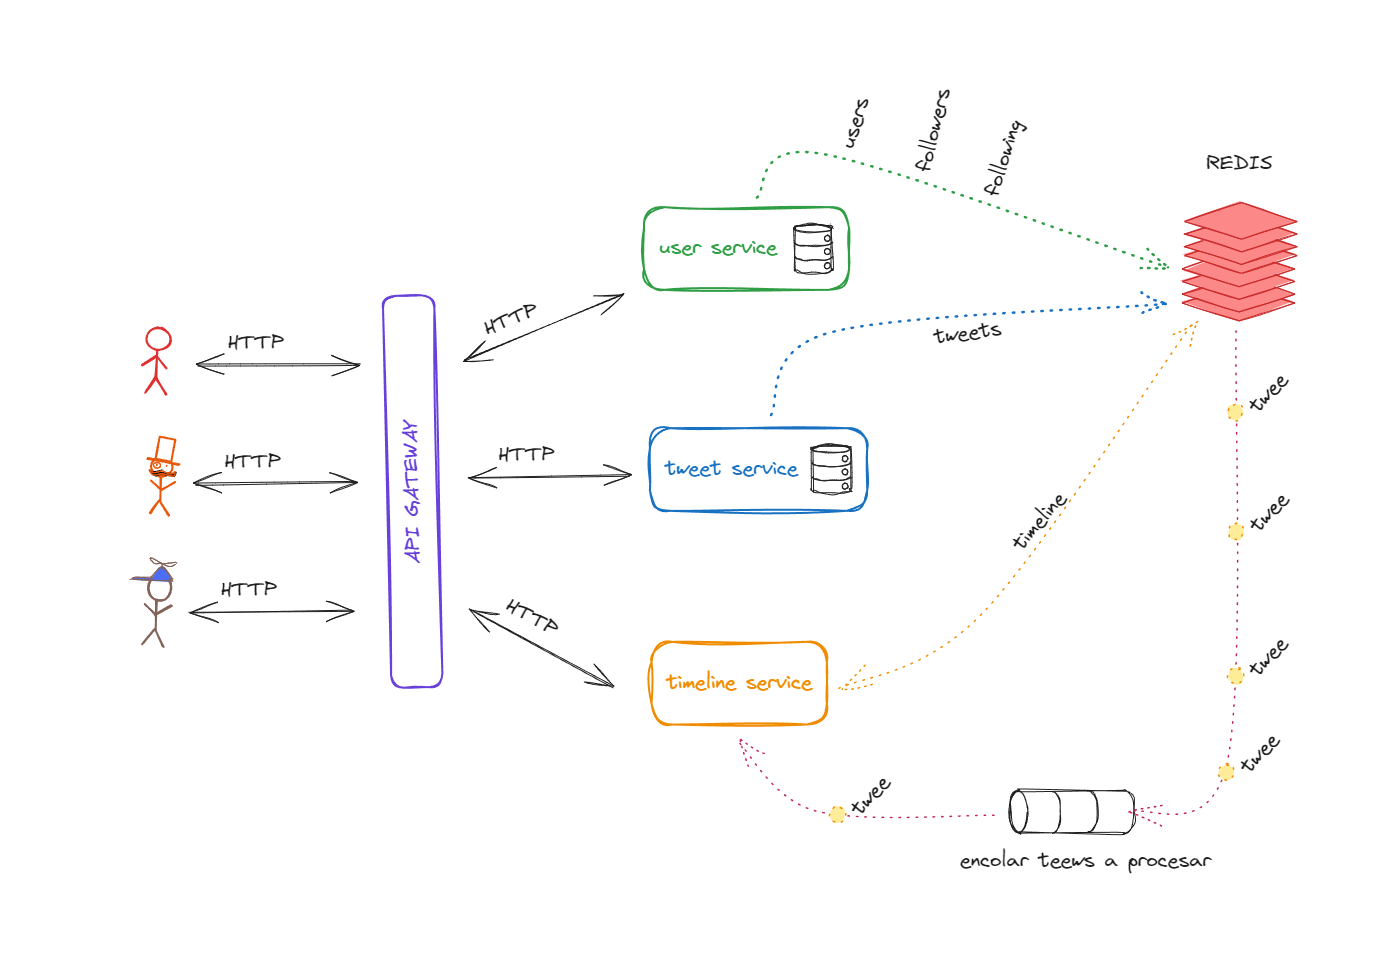 users
followers
following
REDIS
user service
HTTP
tweets
HTTP
twee
API GATEWAY
HTTP
HTTP
tweet service
twee
timeline
HTTP
HTTP
timeline service
twee
twee
twee
encolar teews a procesar